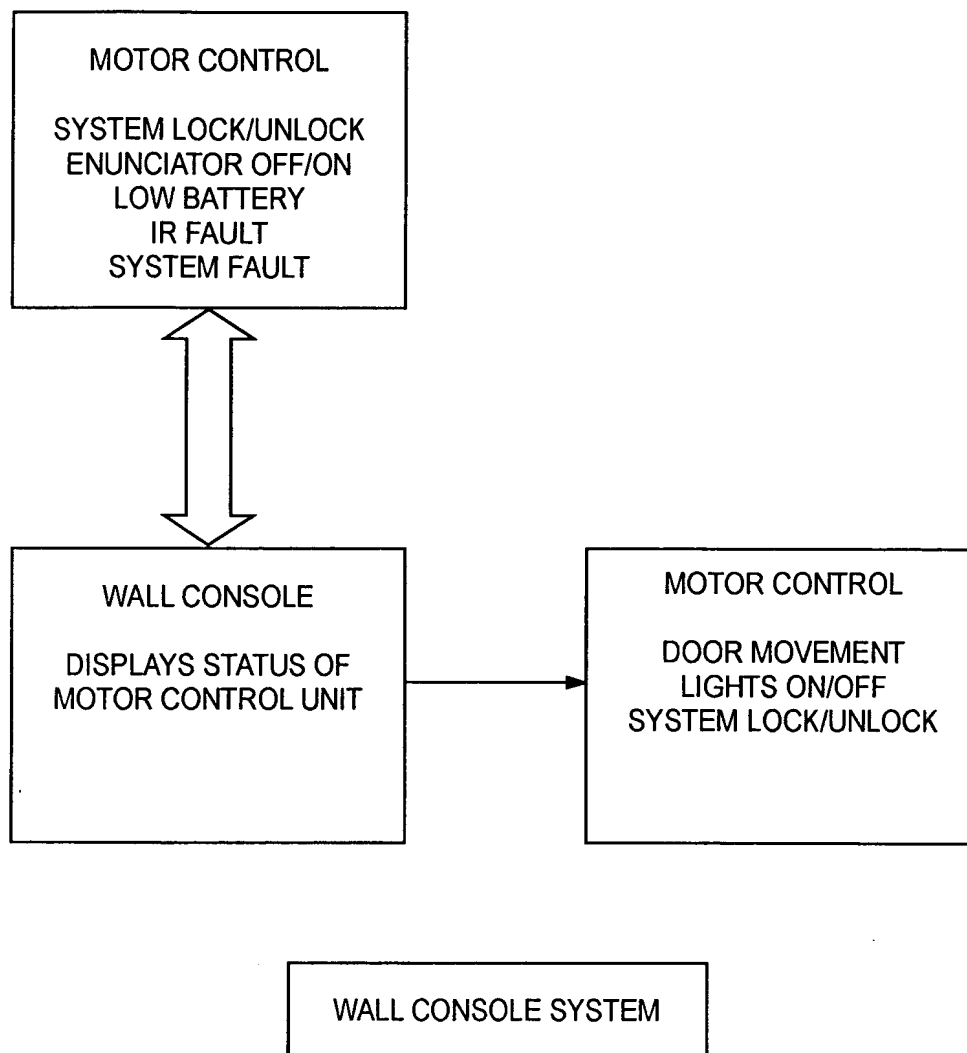 MOTOR CONTROL
SYSTEM LOCK/UNLOCK
ENUNCIATOR OFF/ON
LOW BATTERY
IR FAULT
SYSTEM FAULT
WALL CONSOLE
DISPLAYS STATUS OF
MOTOR CONTROL UNIT
MOTOR CONTROL
DOOR MOVEMENT
LIGHTS ON/OFF
SYSTEM LOCK/UNLOCK
WALL CONSOLE SYSTEM